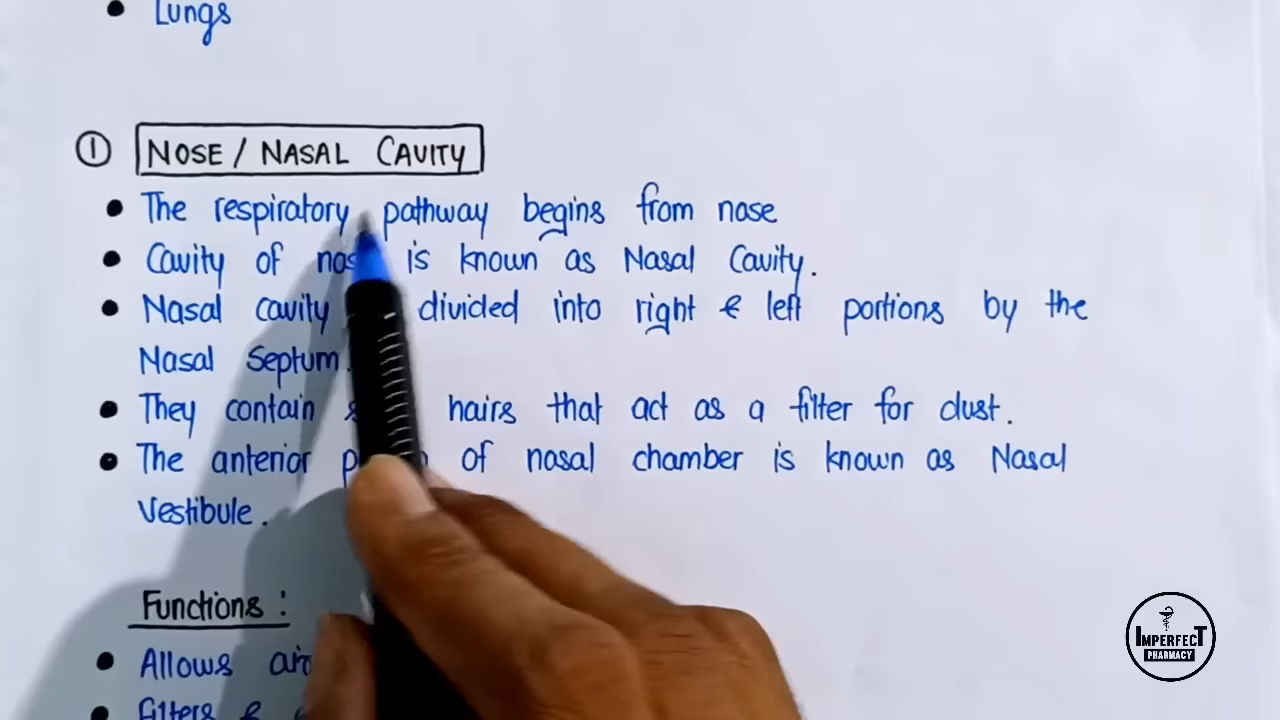 • Lungs
① NOSE / NASAL CAVITY
• The respiratory pathway begins from nose
• Cavity of is known as Nasal Cavity.
• Nasal cavity divided into right & left portions by the
Nasal Septum.
• They contain hairs that act as a filter for dust.
• The anterior of nasal chamber is known as Nasal
Vestibule.
Functions :
• Allows
• Filters &
IMPERFECT
PHARMACY